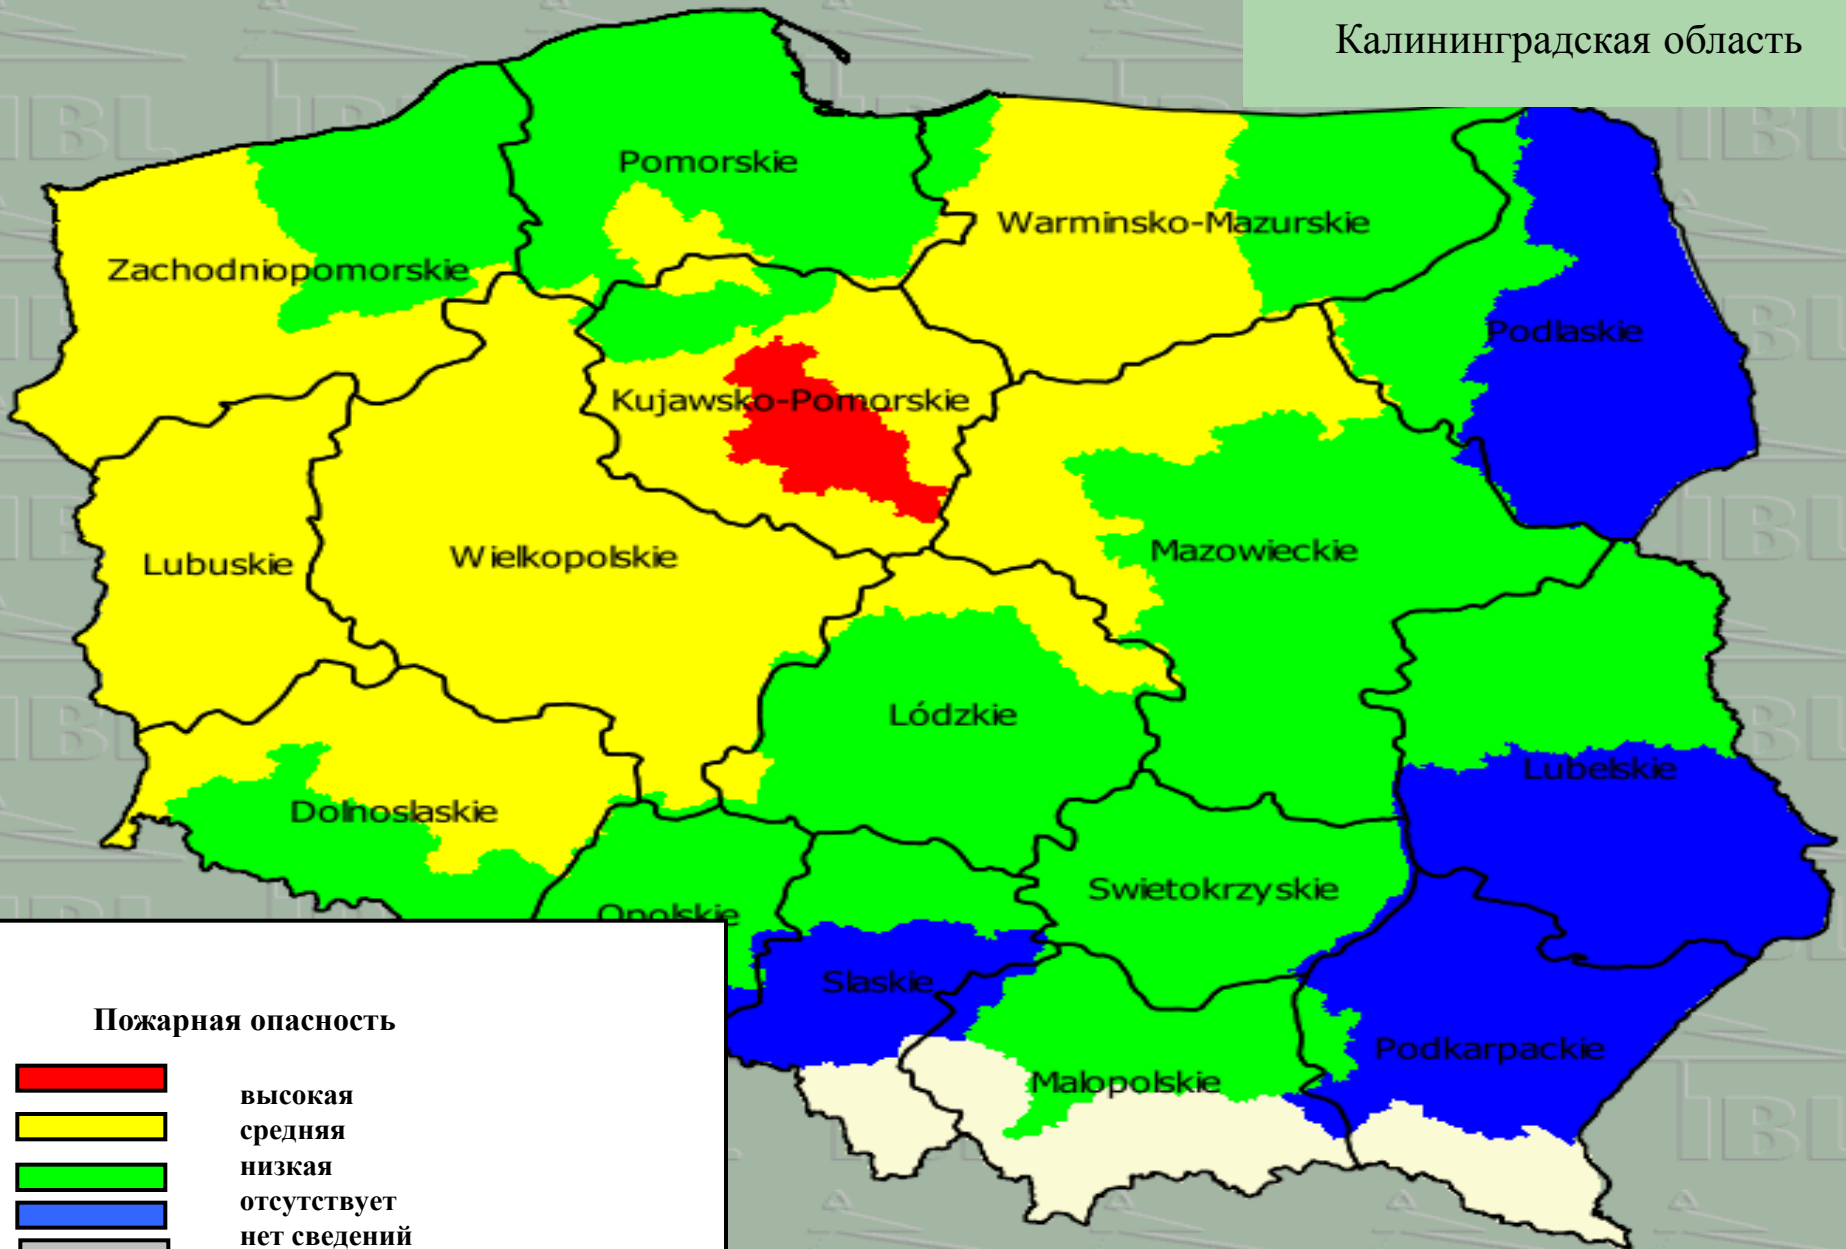 Калининградская область
Pomorskie
Warminsko-Mazurskie
Zachodniopomorskie
Podlaskie
Kujawsko-Pomorskie
Lubuskie
Wielkopolskie
Mazowieckie
Lódzkie
Lubelskie
Dolnoslaskie
Swietokrzyskie
Opolskie
Slaskie
Podkarpackie
Malopolskie
Пожарная опасность
высокая
средняя
низкая
отсутствует
нет сведений
IBL